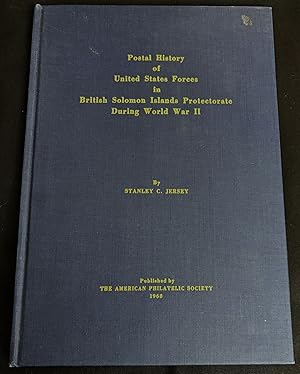 Postal History
of
United States Forces
in
British Solomon Islands Protectorate
During World War II
By
STANLEY C. JERSEY
Published by
THE AMERICAN PHILATELIC SOCIETY
1968